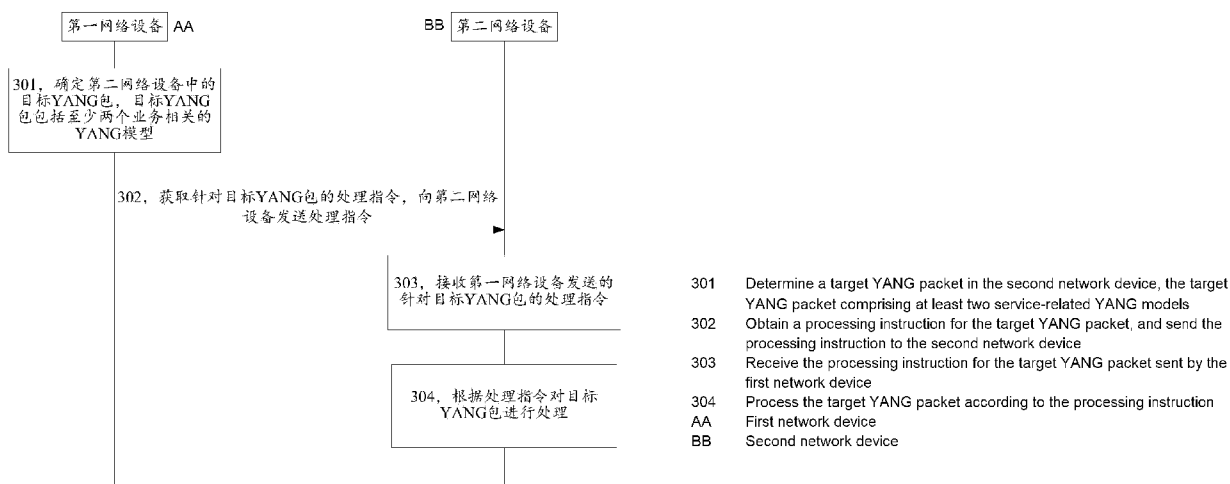 第一网络设备 AA
BB 第二网络设备
301，确定第二网络设备中的
目标YANG包，目标YANG
包包括至少两个业务相关的
YANG模型
302，获取针对目标YANG包的处理指令，向第二网络
设备发送处理指令
303，接收第一网络设备发送的
针对目标YANG包的处理指令
304，根据处理指令对目标
YANG包进行处理
301 Determine a target YANG packet in the second network device, the target
YANG packet comprising at least two service-related YANG models
302 Obtain a processing instruction for the target YANG packet, and send the
processing instruction to the second network device
303 Receive the processing instruction for the target YANG packet sent by the
first network device
304 Process the target YANG packet according to the processing instruction
AA First network device
BB Second network device